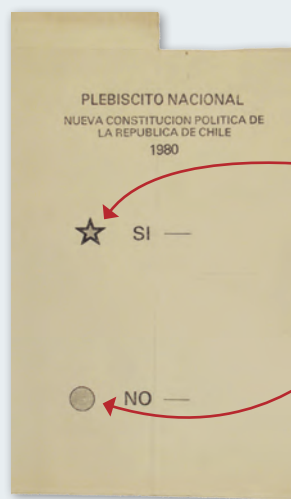 PLEBISCITO NACIONAL
NUEVA CONSTITUCION POLITICA DE
LA REPUBLICA DE CHILE
1980
SI —
NO —